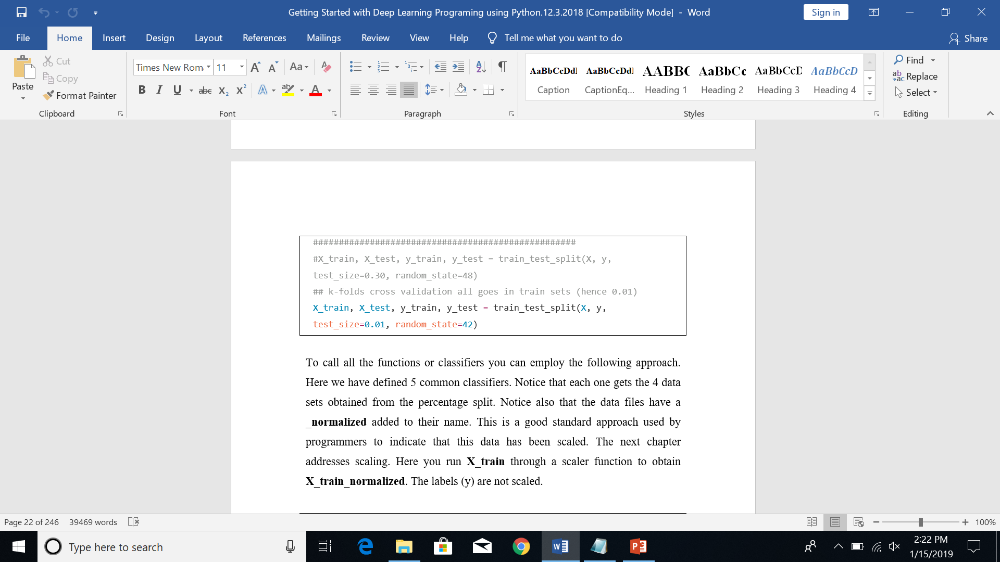 Getting Started with Deep Learning Programing using Python.12.3.2018 [Compatibility Mode] - Word
Sign in
File Home Insert Design Layout References Mailings Review View Help Tell me what you want to do Share
Paste
Cut
Copy
Format Painter
Clipboard
Times New Rom 11
Font
Paragraph
AaBbCcDdI AaBbCcDdI AABBC AaBbCc AaBbCcD AaBbCcD
Caption CaptionEq... Heading 1 Heading 2 Heading 3 Heading 4
Styles
Find
Replace
Select
Editing
###################################################
#X_train, X_test, y_train, y_test = train_test_split(X, y,
test_size=0.30, random_state=48)
## k-folds cross validation all goes in train sets (hence 0.01)
X_train, X_test, y_train, y_test = train_test_split(X, y,
test_size=0.01, random_state=42)
To call all the functions or classifiers you can employ the following approach.
Here we have defined 5 common classifiers. Notice that each one gets the 4 data
sets obtained from the percentage split. Notice also that the data files have a
_normalized added to their name. This is a good standard approach used by
programmers to indicate that this data has been scaled. The next chapter
addresses scaling. Here you run X_train through a scaler function to obtain
X_train_normalized. The labels (y) are not scaled.
Page 22 of 246 39469 words 100%
Type here to search
2:22 PM
1/15/2019